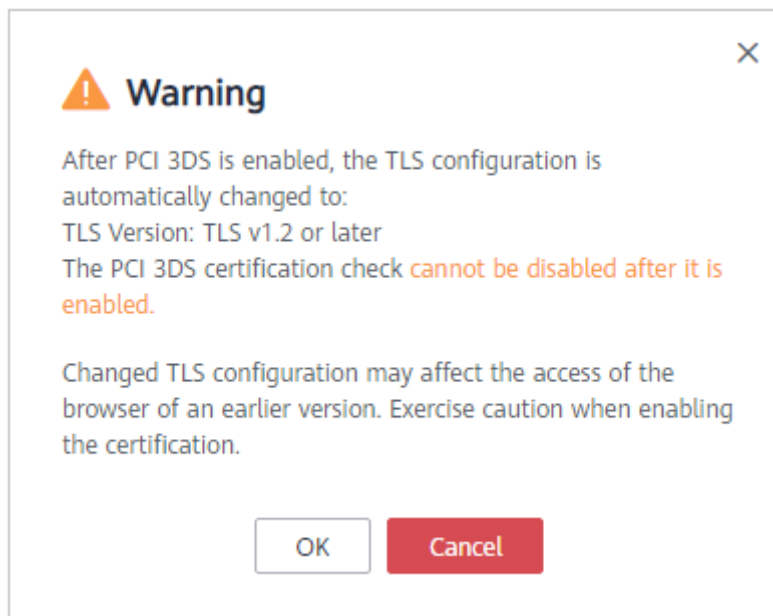 Warning
After PCI 3DS is enabled, the TLS configuration is
automatically changed to:
TLS Version: TLS v1.2 or later
The PCI 3DS certification check cannot be disabled after it is
enabled.
Changed TLS configuration may affect the access of the
browser of an earlier version. Exercise caution when enabling
the certification.
OK
Cancel